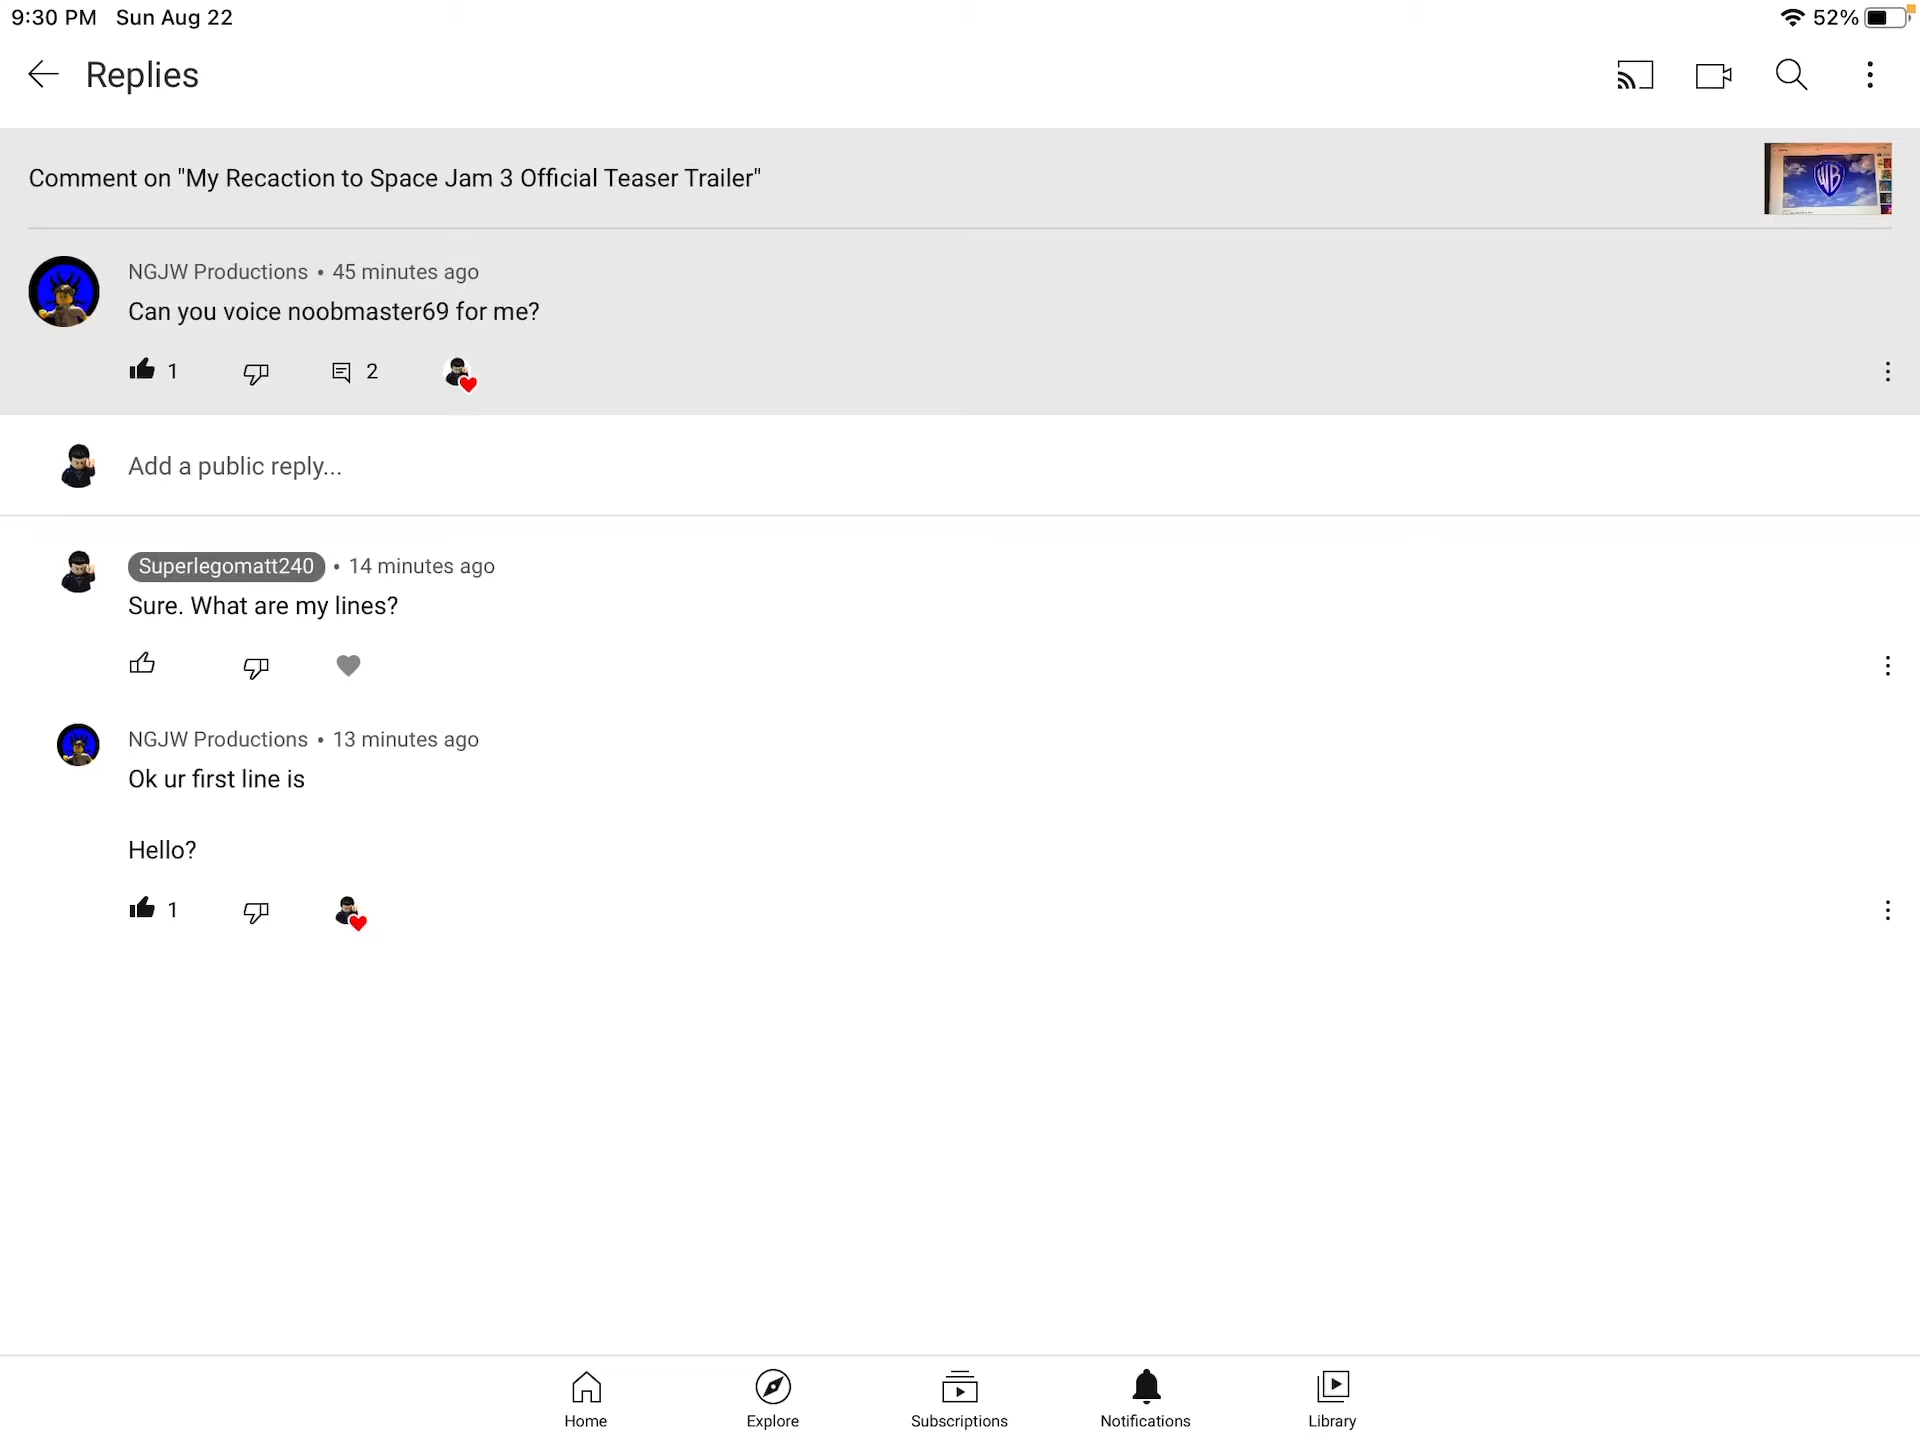 9:30 PM Sun Aug 22 52%
Replies
Comment on "My Recaction to Space Jam 3 Official Teaser Trailer"
WB
NGJW Productions • 45 minutes ago
Can you voice noobmaster69 for me?
1 2
Add a public reply...
Superlegomatt240 • 14 minutes ago
Sure. What are my lines?
NGJW Productions • 13 minutes ago
Ok ur first line is
Hello?
1
Home Explore Subscriptions Notifications Library